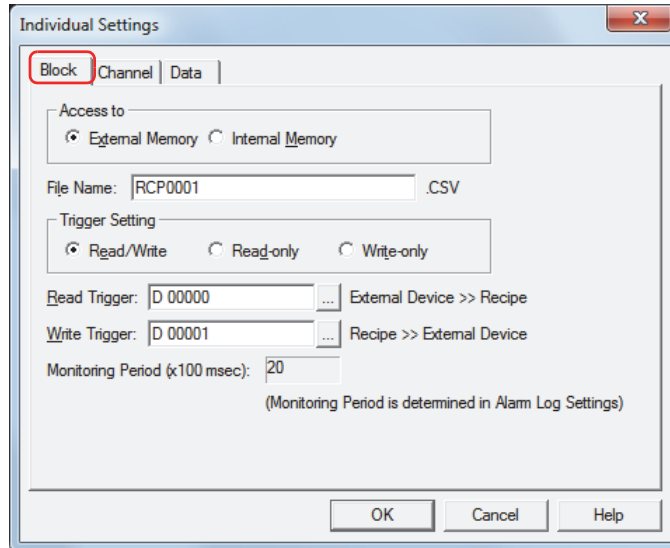 Individual Settings
Block Channel Data
Access to
External Memory Internal Memory
File Name: RCP0001 .CSV
Trigger Setting
Read/Write Read-only Write-only
Read Trigger: D 00000 ... External Device >> Recipe
Write Trigger: D 00001 ... Recipe >> External Device
Monitoring Period (x100 msec): 20
(Monitoring Period is determined in Alarm Log Settings)
OK Cancel Help